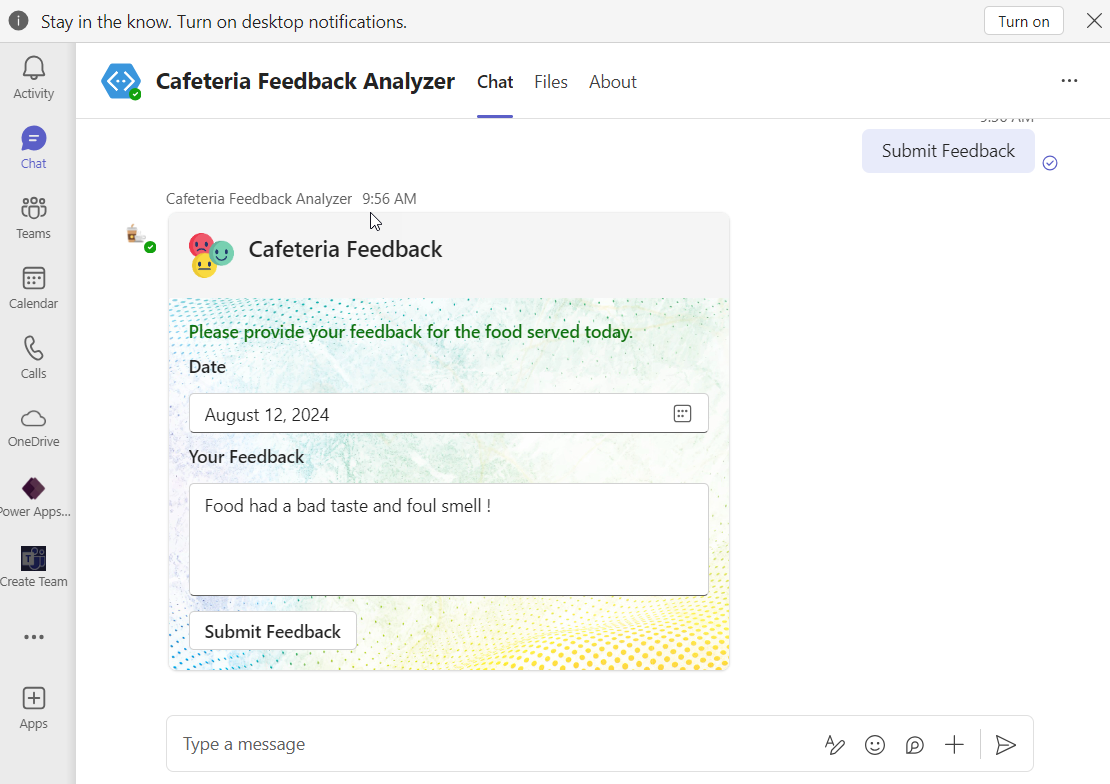 Stay in the know. Turn on desktop notifications.
Turn on
Activity
Chat
Teams
Calendar
Calls
OneDrive
Power Apps...
Create Team
Apps
Cafeteria Feedback Analyzer
Chat
Files
About
Submit Feedback
Cafeteria Feedback Analyzer 9:56 AM
Cafeteria Feedback
Please provide your feedback for the food served today.
Date
August 12, 2024
Your Feedback
Food had a bad taste and foul smell !
Submit Feedback
Type a message